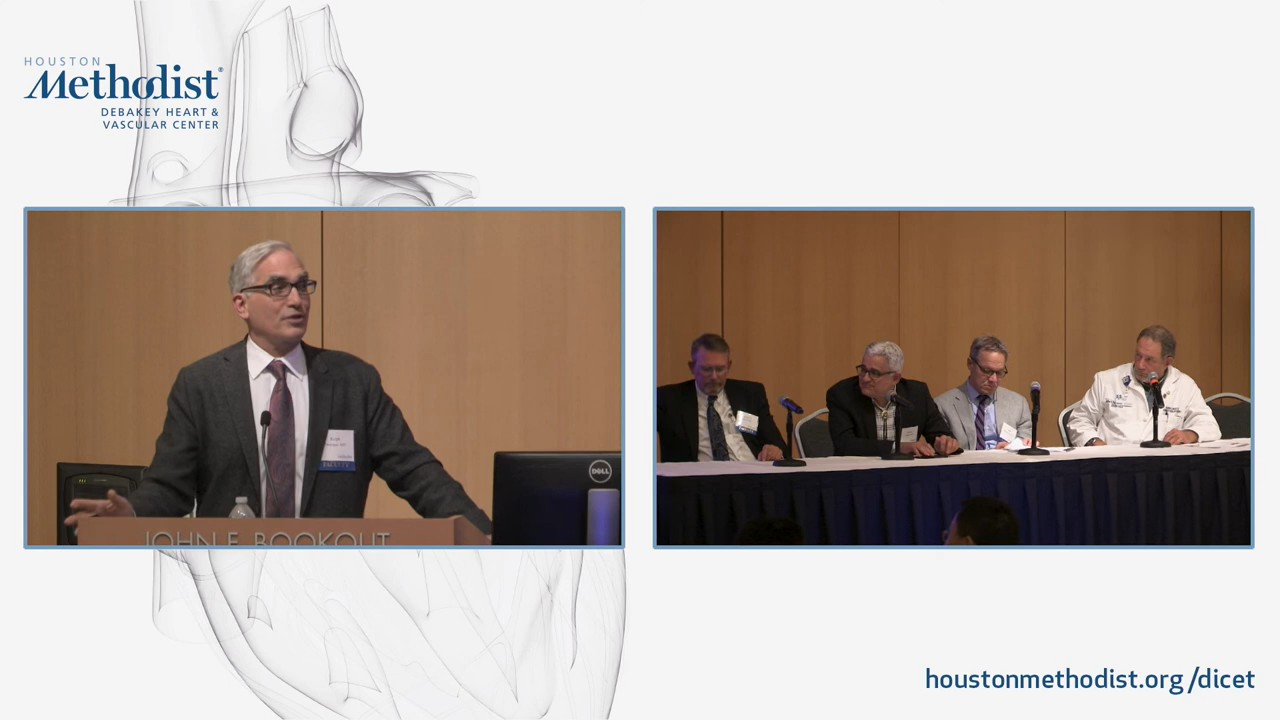 HOUSTON
Methodist®
DEBAKEY HEART &
VASCULAR CENTER
DELL
JOHN F. BOOKOUT
houstonmethodist.org/dicet